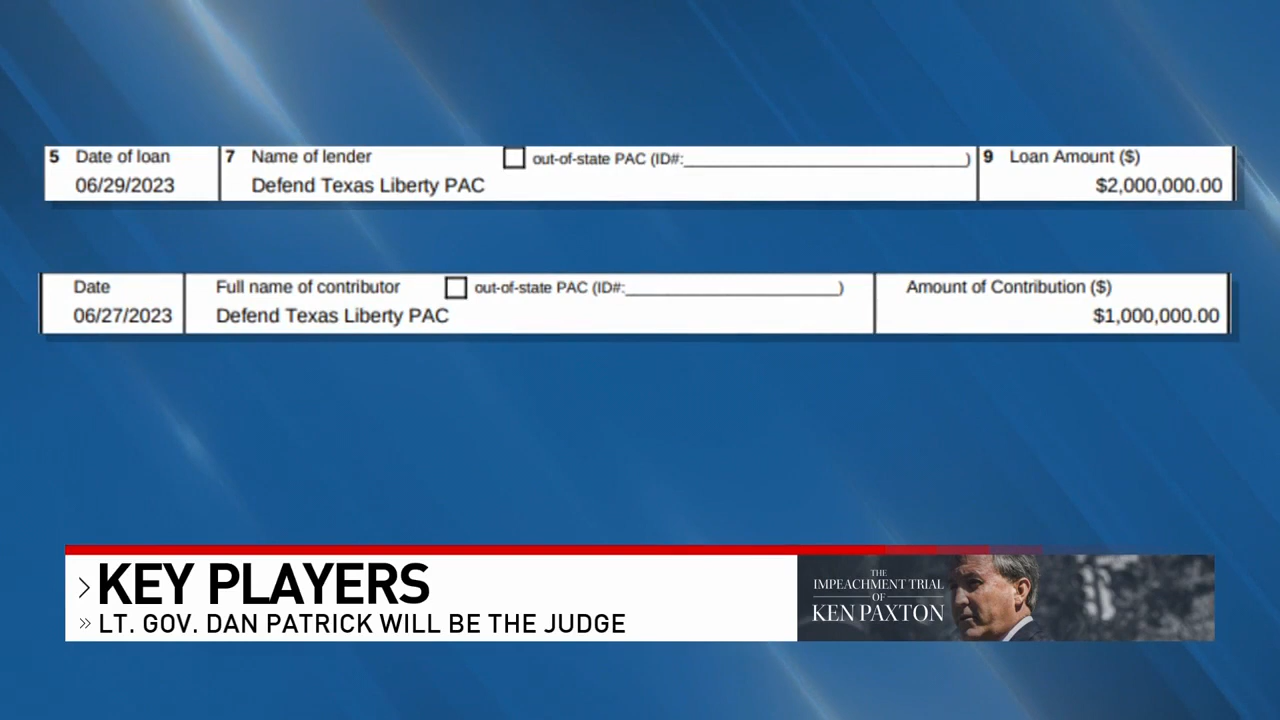 5 Date of loan 7 Name of lender out-of-state PAC (ID#:______________________________) 9 Loan Amount ($)
06/29/2023 Defend Texas Liberty PAC $2,000,000.00
Date Full name of contributor out-of-state PAC (ID#:_______________________) Amount of Contribution ($)
06/27/2023 Defend Texas Liberty PAC $1,000,000.00
KEY PLAYERS
LT. GOV. DAN PATRICK WILL BE THE JUDGE
THE
IMPEACHMENT TRIAL
OF
KEN PAXTON